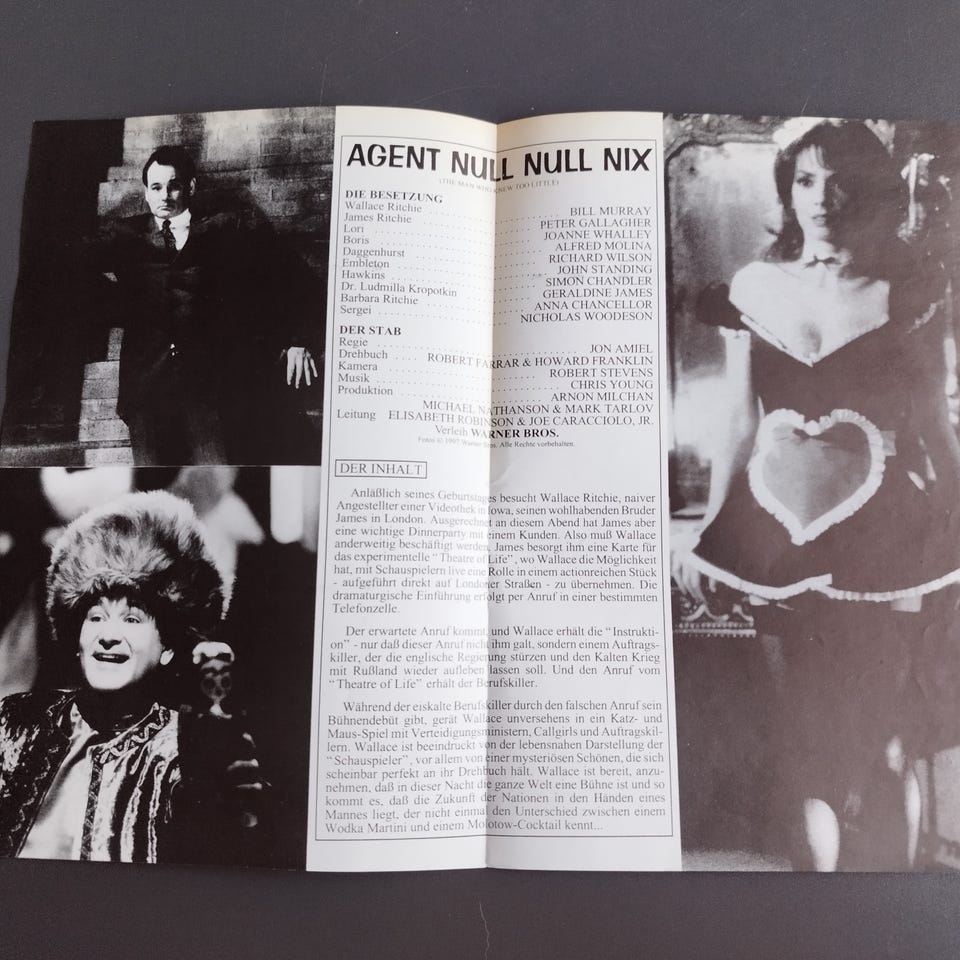 AGENT NULL NULL NIX
(THE MAN WHO KNEW TOO LITTLE)
DIE BESETZUNG
Wallace Ritchie . . . . . . . . . . BILL MURRAY
James Ritchie . . . . . . . . . . PETER GALLAGHER
Lori . . . . . . . . . . JOANNE WHALLEY
Boris . . . . . . . . . . ALFRED MOLINA
Daggenhurst . . . . . . . . . . RICHARD WILSON
Embleton . . . . . . . . . . JOHN STANDING
Hawkins . . . . . . . . . . SIMON CHANDLER
Dr. Ludmilla Kropotkin . . . . . . . . . . GERALDINE JAMES
Barbara Ritchie . . . . . . . . . . ANNA CHANCELLOR
Sergei . . . . . . . . . . NICHOLAS WOODESON
DER STAB
Regie . . . . . . . . . . JON AMIEL
Drehbuch . . . . ROBERT FARRAR & HOWARD FRANKLIN
Kamera . . . . . . . . . . ROBERT STEVENS
Musik . . . . . . . . . . CHRIS YOUNG
Produktion . . . . . . . . . . ARNON MILCHAN
MICHAEL NATHANSON & MARK TARLOV
Leitung ELISABETH ROBINSON & JOE CARACCIOLO, JR.
Verleih WARNER BROS.
Fotos © 1997 Warner Bros. Alle Rechte vorbehalten.
DER INHALT
Anläßlich seines Geburtstages besucht Wallace Ritchie, naiver
Angestellter einer Videothek in Iowa, seinen wohlhabenden Bruder
James in London. Ausgerechnet an diesem Abend hat James aber
eine wichtige Dinnerparty mit einem Kunden. Also muß Wallace
anderweitig beschäftigt werden. James besorgt ihm eine Karte für
das experimentelle "Theatre of Life", wo Wallace die Möglichkeit
hat, mit Schauspielern live eine Rolle in einem actionreichen Stück
- aufgeführt direkt auf Londoner Straßen - zu übernehmen. Die
dramaturgische Einführung erfolgt per Anruf in einer bestimmten
Telefonzelle.
Der erwartete Anruf kommt, und Wallace erhält die "Instrukti-
on" - nur daß dieser Anruf nicht ihm galt, sondern einem Auftrags-
killer, der die englische Regierung stürzen und den Kalten Krieg
mit Rußland wieder aufleben lassen soll. Und den Anruf vom
"Theatre of Life" erhält der Berufskiller.
Während der eiskalte Berufskiller durch den falschen Anruf sein
Bühnendebüt gibt, gerät Wallace unversehens in ein Katz- und
Maus-Spiel mit Verteidigungsministern, Callgirls und Auftragskil-
lern. Wallace ist beeindruckt von der lebensnahen Darstellung der
"Schauspieler", vor allem von einer mysteriösen Schönen, die sich
scheinbar perfekt an ihr Drehbuch hält. Wallace ist bereit, anzu-
nehmen, daß in dieser Nacht die ganze Welt eine Bühne ist und so
kommt es, daß die Zukunft der Nationen in den Händen eines
Mannes liegt, der nicht einmal den Unterschied zwischen einem
Wodka Martini und einem Molotow-Cocktail kennt...